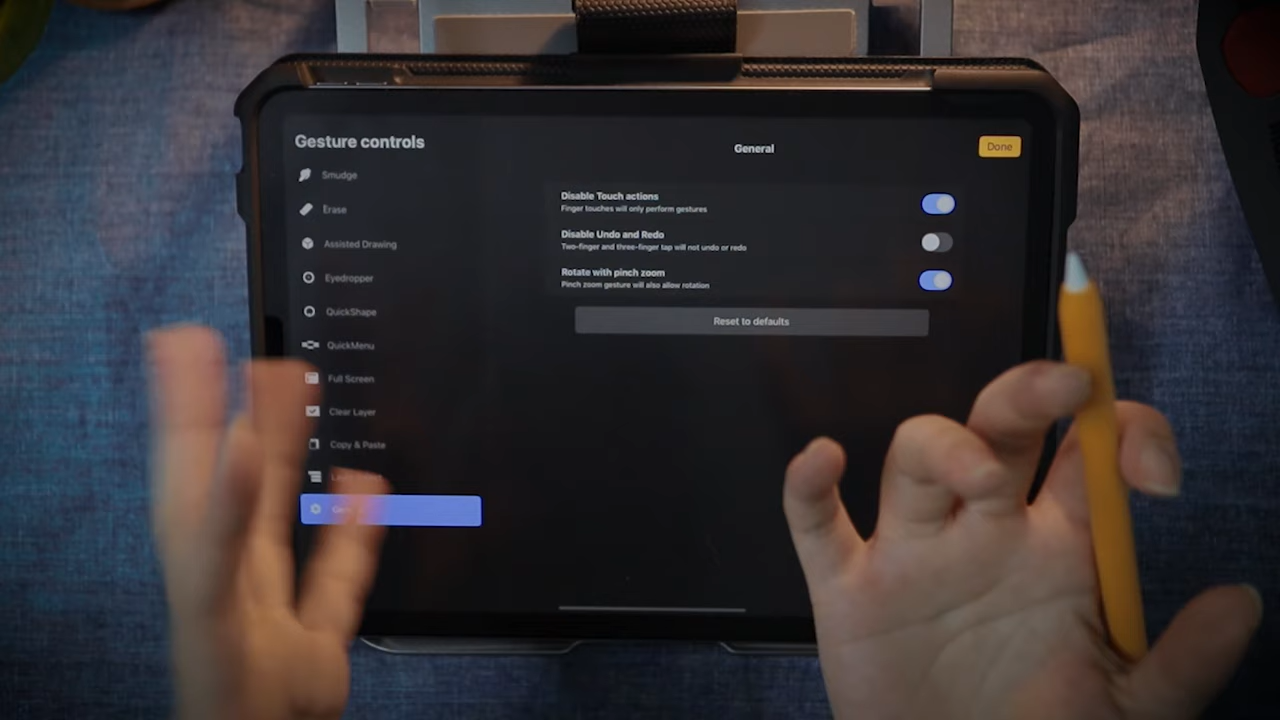 Gesture controls
General
Done
Smudge
Erase
Assisted Drawing
Eyedropper
QuickShape
QuickMenu
Full Screen
Clear Layer
Copy & Paste
Disable Touch actions
Finger touches will only perform gestures
Disable Undo and Redo
Two-finger and three-finger tap will not undo or redo
Rotate with pinch zoom
Pinch zoom gesture will also allow rotation
Reset to defaults